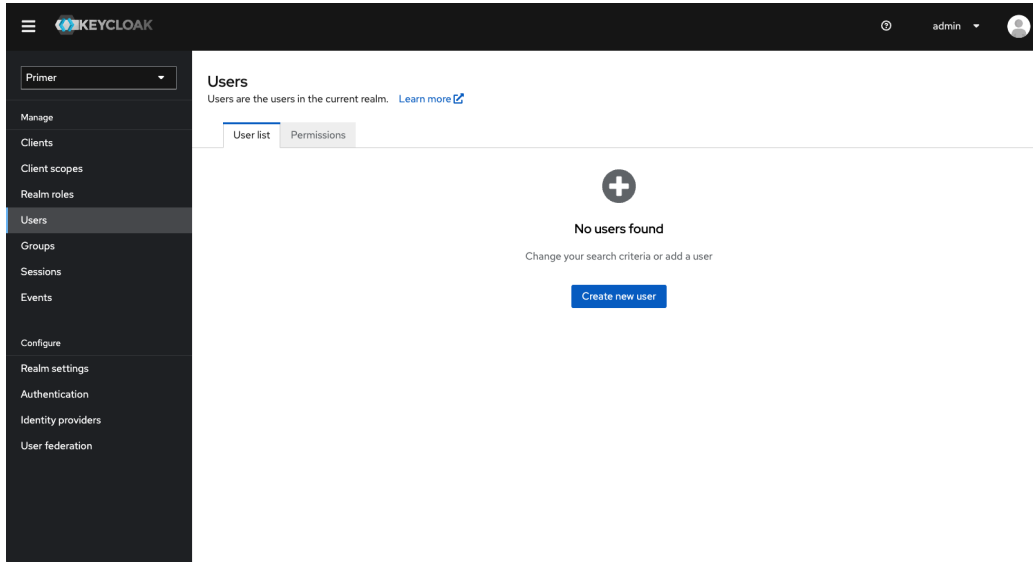 KEYCLOAK
admin
Primer
Manage
Clients
Client scopes
Realm roles
Users
Groups
Sessions
Events
Configure
Realm settings
Authentication
Identity providers
User federation
Users
Users are the users in the current realm. Learn more
User list Permissions
No users found
Change your search criteria or add a user
Create new user